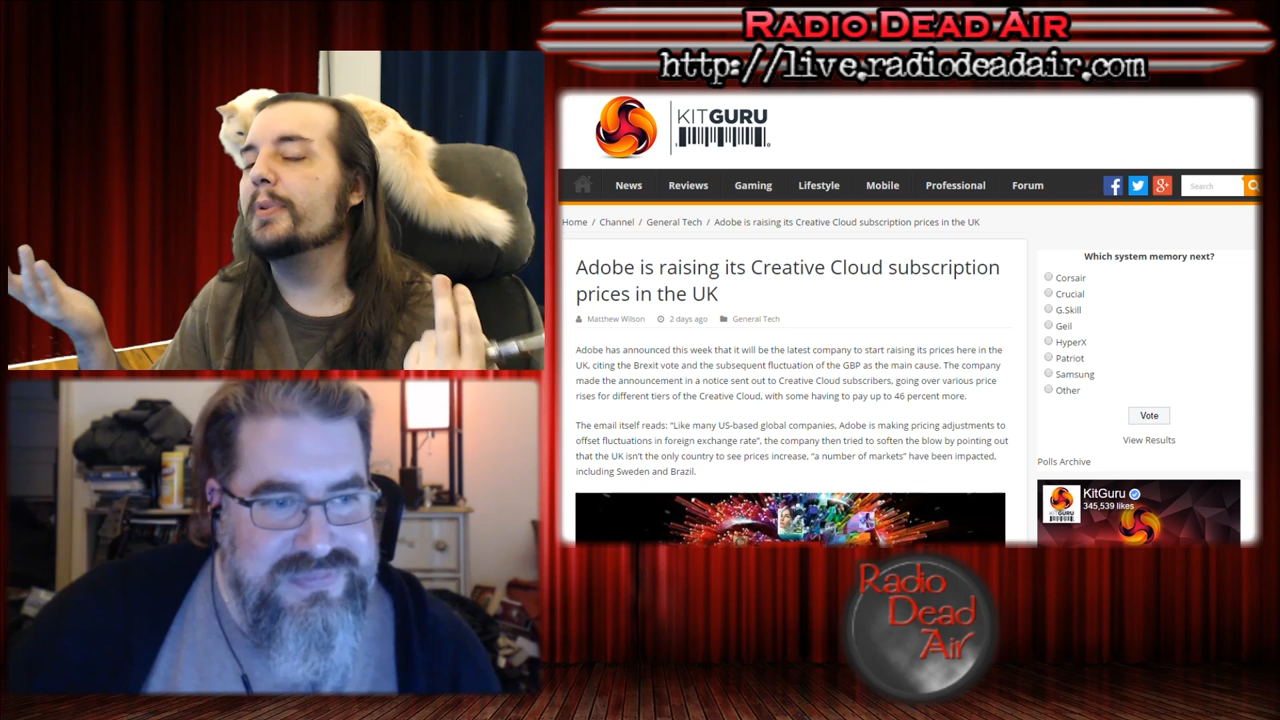 RADIO DEAD AIR
http://live.radiodeadair.com
KITGURU
News Reviews Gaming Lifestyle Mobile Professional Forum
Search
Home / Channel / General Tech / Adobe is raising its Creative Cloud subscription prices in the UK
Adobe is raising its Creative Cloud subscription
prices in the UK
Matthew Wilson 2 days ago General Tech
Adobe has announced this week that it will be the latest company to start raising its prices here in the
UK, citing the Brexit vote and the subsequent fluctuation of the GBP as the main cause. The company
made the announcement in a notice sent out to Creative Cloud subscribers, going over various price
rises for different tiers of the Creative Cloud, with some having to pay up to 46 percent more.
The email itself reads: “Like many US-based global companies, Adobe is making pricing adjustments to
offset fluctuations in foreign exchange rate”, the company then tried to soften the blow by pointing out
that the UK isn’t the only country to see prices increase, “a number of markets” have been impacted,
including Sweden and Brazil.
Which system memory next?
Corsair
Crucial
G.Skill
Geil
HyperX
Patriot
Samsung
Other
Vote
View Results
Polls Archive
KitGuru
345,539 likes
Radio
Dead
Air